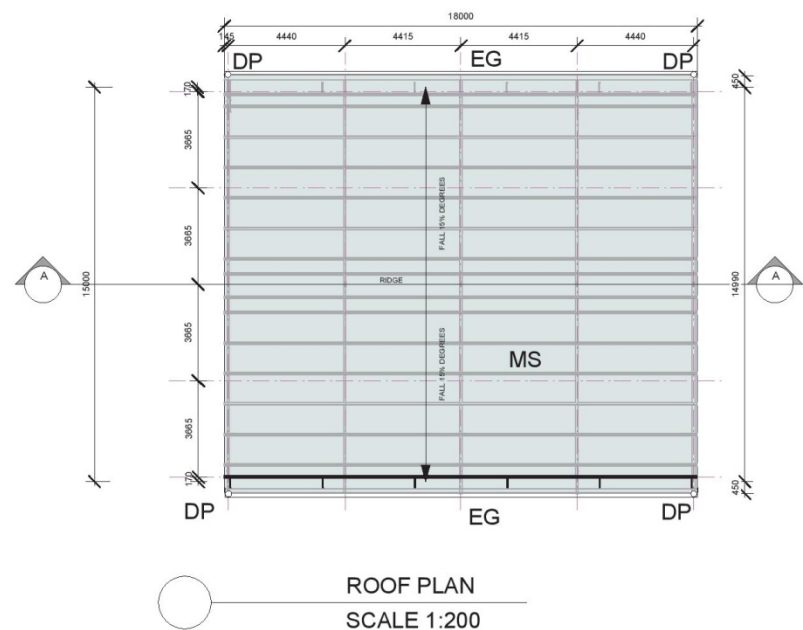 18000
145 4440 4415 4415 4440
DP EG DP
170 450
3665
FALL 15% DEGREES
3665
A 15000 RIDGE 14990 A
3665
FALL 15% DEGREES
MS
3665
170 450
DP EG DP
ROOF PLAN
SCALE 1:200